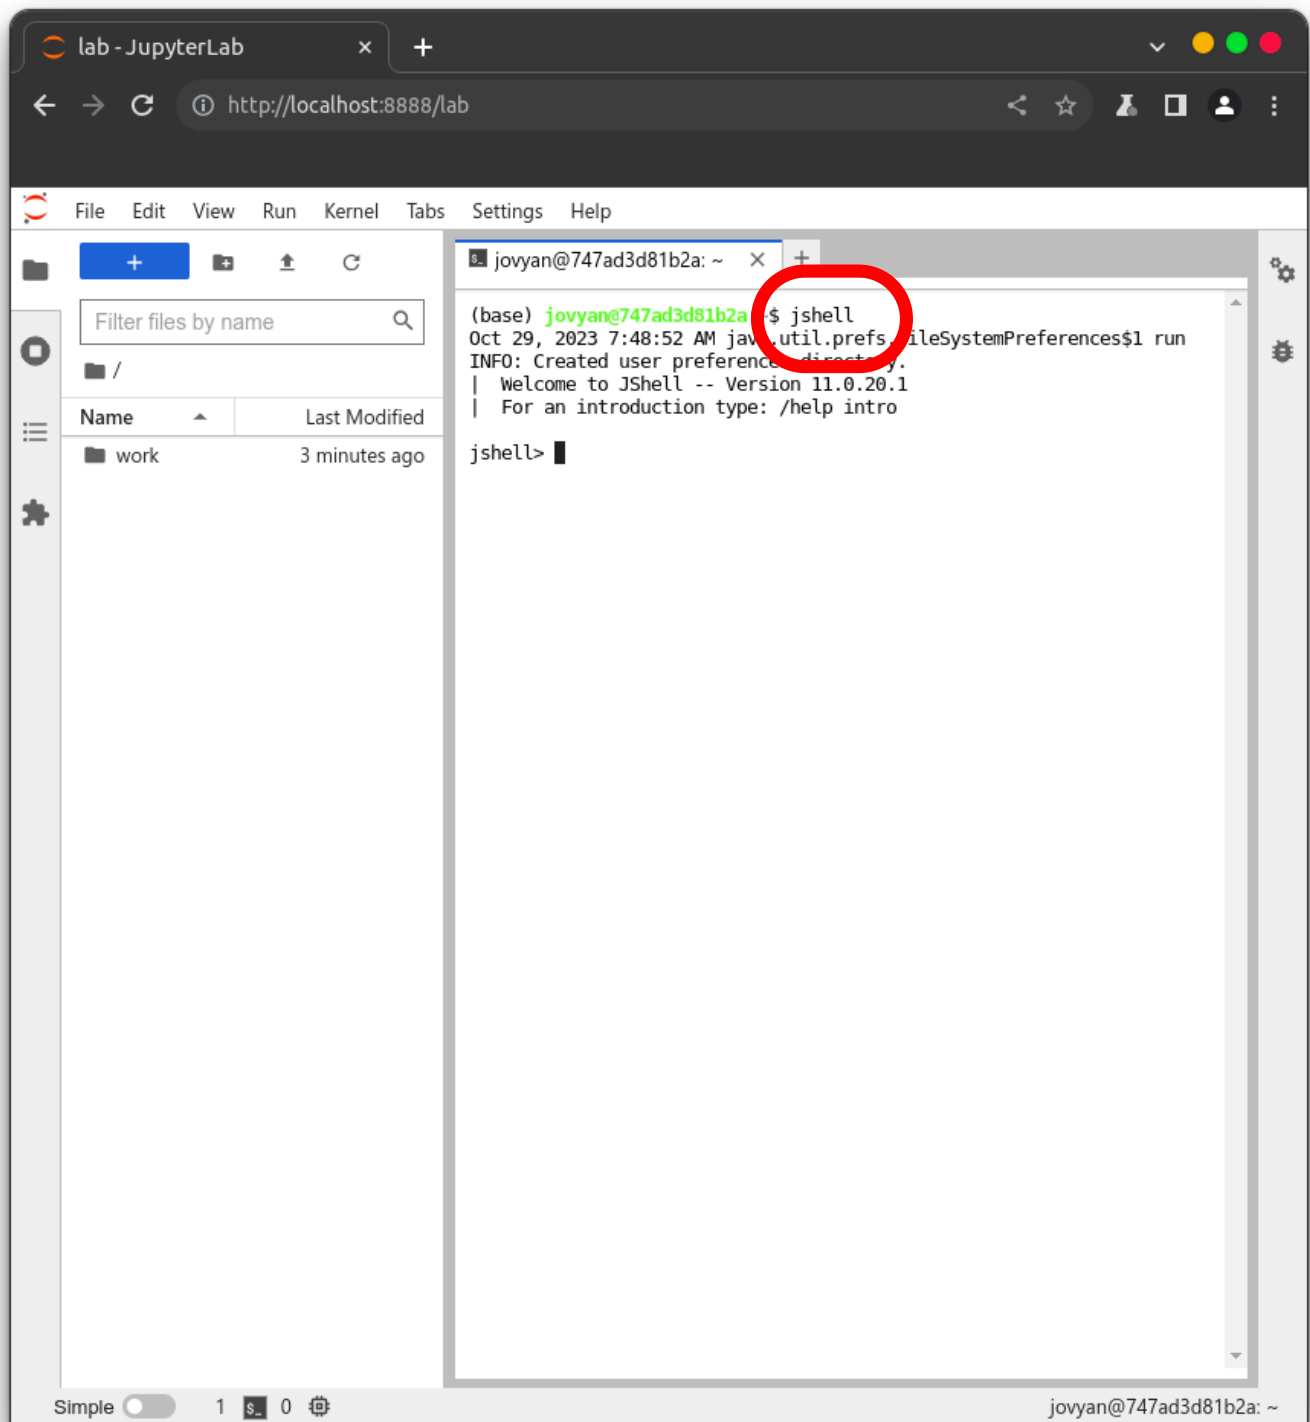 lab - JupyterLab
http://localhost:8888/lab
File Edit View Run Kernel Tabs Settings Help
jovyan@747ad3d81b2a: ~
Filter files by name
/
Name Last Modified
work 3 minutes ago
(base) jovyan@747ad3d81b2a ~$ jshell
Oct 29, 2023 7:48:52 AM java.util.prefs. ileSystemPreferences$1 run
INFO: Created user preferences directory.
| Welcome to JShell -- Version 11.0.20.1
| For an introduction type: /help intro
jshell>
Simple 1 $_ 0 jovyan@747ad3d81b2a: ~